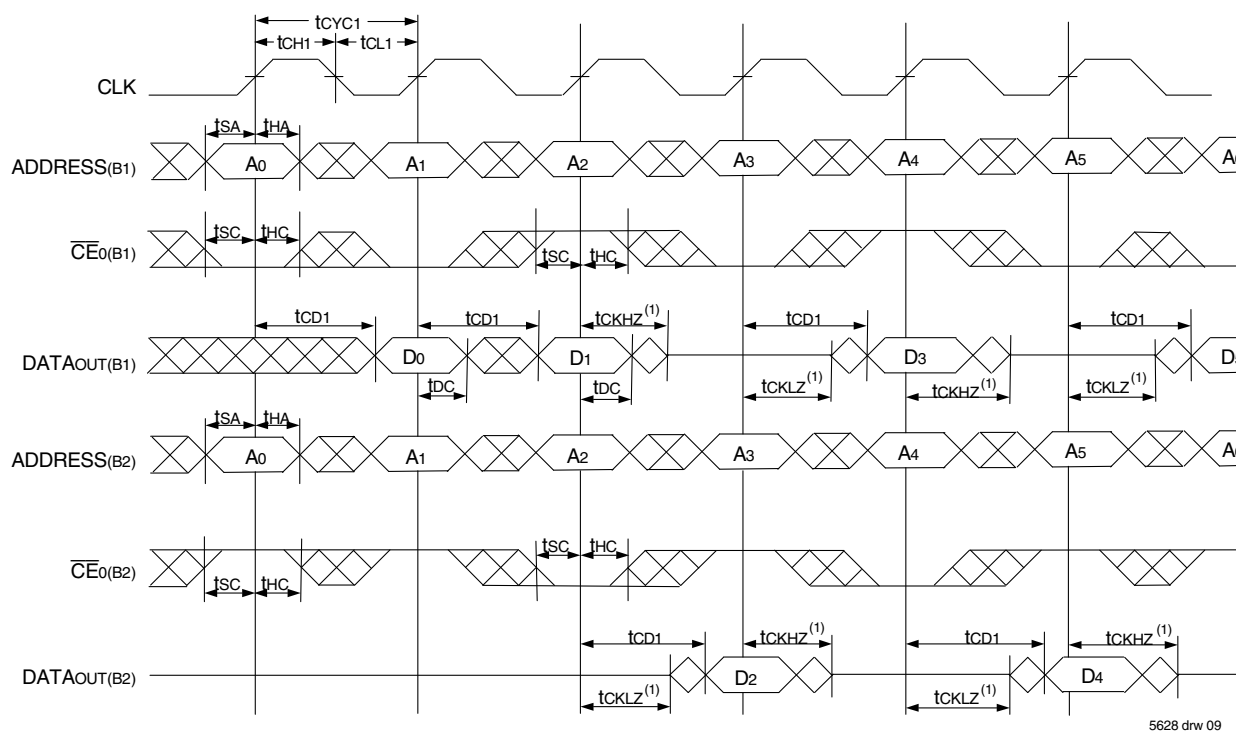 tCYC1
tCH1 tCL1
CLK
tSA tHA
ADDRESS(B1) A0 A1 A2 A3 A4 A5 A6
tSC tHC
CE0(B1)
tSC tHC
tCD1 tCD1 tCKHZ(1) tCD1 tCD1
DATAOUT(B1) D0 D1 D3 D5
tDC tDC tCKLZ(1) tCKHZ(1) tCKLZ(1)
tSA tHA
ADDRESS(B2) A0 A1 A2 A3 A4 A5 A6
tSC tHC
CE0(B2)
tSC tHC
tCD1 tCKHZ(1) tCD1 tCKHZ(1)
DATAOUT(B2) D2 D4
tCKLZ(1) tCKLZ(1)
5628 drw 09